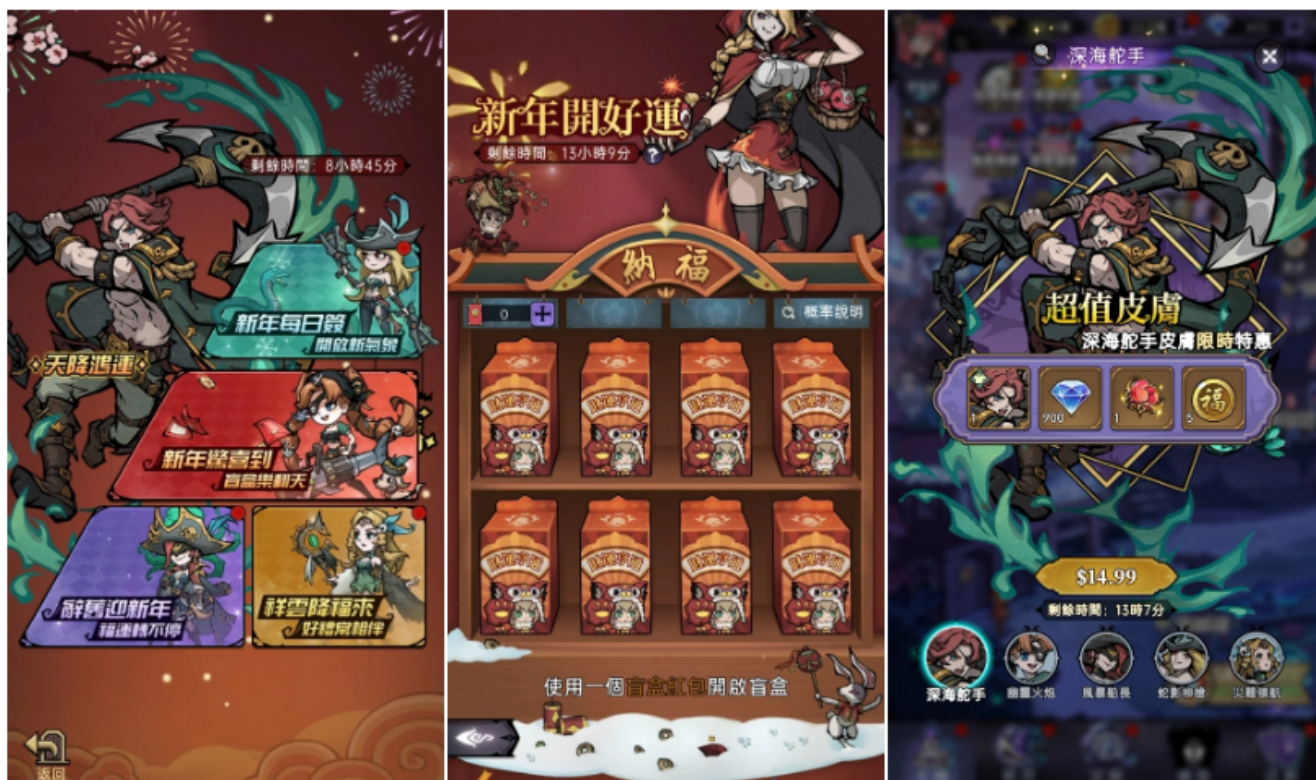 剩餘時間: 8小時45分
新年每日簽
開啟新氣象
天降鴻運
新年驚喜到
盲盒樂翻天
辭舊迎新年
福運轉不停
祥雪降福來
好禮常相伴
返回
新年開好運
剩餘時間: 13小時9分
?
納福
0
概率說明
使用一個盲盒紅包開啟盲盒
深海舵手
超值皮膚
深海舵手皮膚限時特惠
1
900
1
福
5
$14.99
剩餘時間: 13時7分
深海舵手
幽靈火焰
風暴船長
蛇影神槍
災難領航